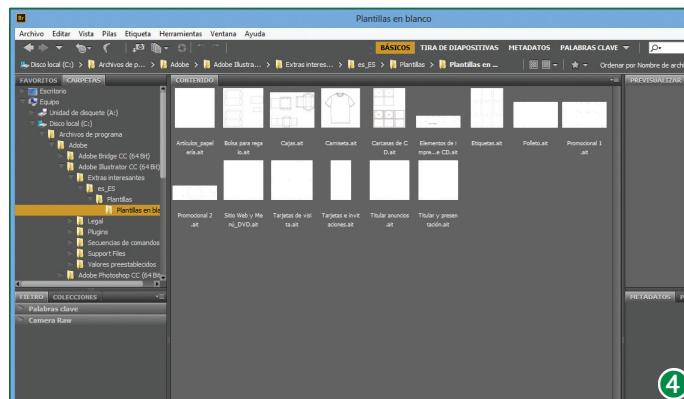 Br
Plantillas en blanco
Archivo Editar Vista Pilas Etiqueta Herramientas Ventana Ayuda
BÁSICOS TIRA DE DIAPOSITIVAS METADATOS PALABRAS CLAVE
Disco local (C:) > Archivos de p... > Adobe > Adobe Illustra... > Extras interes... > es_ES > Plantillas > Plantillas en ...
Ordenar por Nombre de archi
FAVORITOS CARPETAS
Escritorio
Equipo
Unidad de disquete (A:)
Disco local (C:)
Archivos de programa
Adobe
Adobe Bridge CC (64 Bit)
Adobe Illustrator CC (64 Bit)
Extras interesantes
es_ES
Plantillas
Plantillas en bla
Legal
Plugins
Secuencias de comandos
Support Files
Valores preestablecidos
Adobe Photoshop CC (64 Bit
FILTRO COLECCIONES
Palabras clave
Camera Raw
CONTENIDO
Artículos_papel
ería.ait
Bolsa para rega
lo.ait
Cajas.ait
Camiseta.ait
Carcasas de C
D.ait
Elementos de i
mpre...e CD.ait
Etiquetas.ait
Folleto.ait
Promocional 1
.ait
Promocional 2
.ait
Sitio Web y Me
nú_DVD.ait
Tarjetas de visi
ta.ait
Tarjetas e invit
aciones.ait
Titular anuncios
.ait
Titular y presen
tación.ait
PREVISUALIZAR
METADATOS P
4